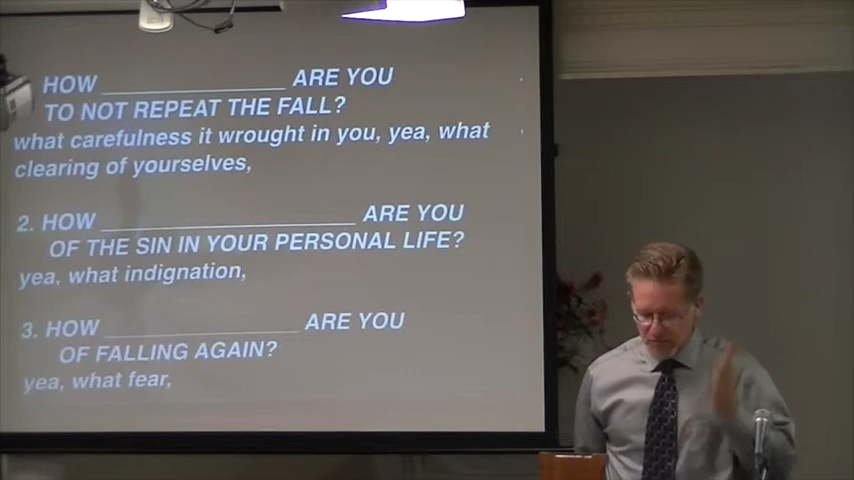 HOW ____________ ARE YOU
TO NOT REPEAT THE FALL?
what carefulness it wrought in you, yea, what
clearing of yourselves,
2. HOW ________________ ARE YOU
OF THE SIN IN YOUR PERSONAL LIFE?
yea, what indignation,
3. HOW ____________ ARE YOU
OF FALLING AGAIN?
yea, what fear,